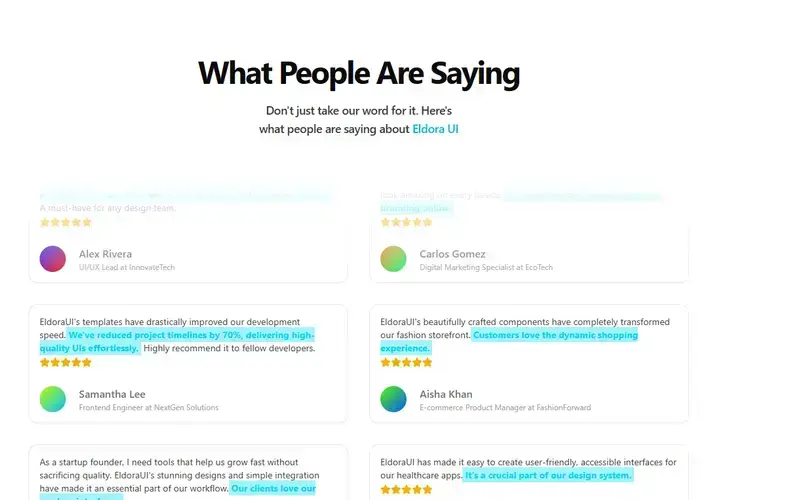 What People Are Saying
Don't just take our word for it. Here's
what people are saying about Eldora UI
A must-have for any design team.
Alex Rivera
UI/UX Lead at InnovateTech
look amazing on every device.
branding online.
Carlos Gomez
Digital Marketing Specialist at EcoTech
EldoraUI's templates have drastically improved our development
speed. We've reduced project timelines by 70%, delivering high-
quality UIs effortlessly. Highly recommend it to fellow developers.
Samantha Lee
Frontend Engineer at NextGen Solutions
EldoraUI's beautifully crafted components have completely transformed
our fashion storefront. Customers love the dynamic shopping
experience.
Aisha Khan
E-commerce Product Manager at FashionForward
As a startup founder, I need tools that help us grow fast without
sacrificing quality. EldoraUI's stunning designs and simple integration
have made it an essential part of our workflow. Our clients love our
EldoraUI has made it easy to create user-friendly, accessible interfaces for
our healthcare apps. It's a crucial part of our design system.